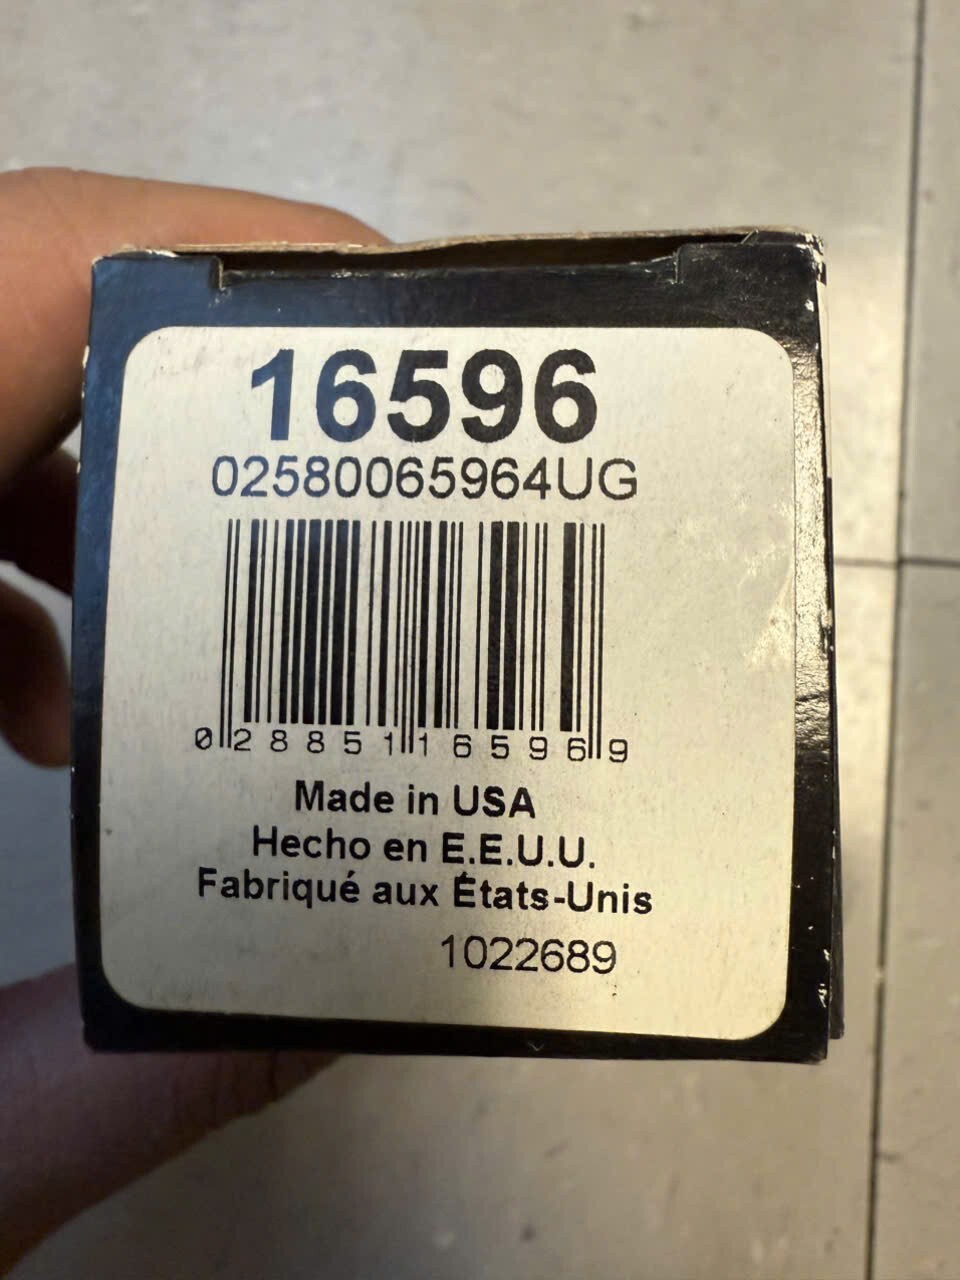 16596
02580065964UG
0 28851 16596 9
Made in USA
Hecho en E.E.U.U.
Fabriqué aux États-Unis
1022689